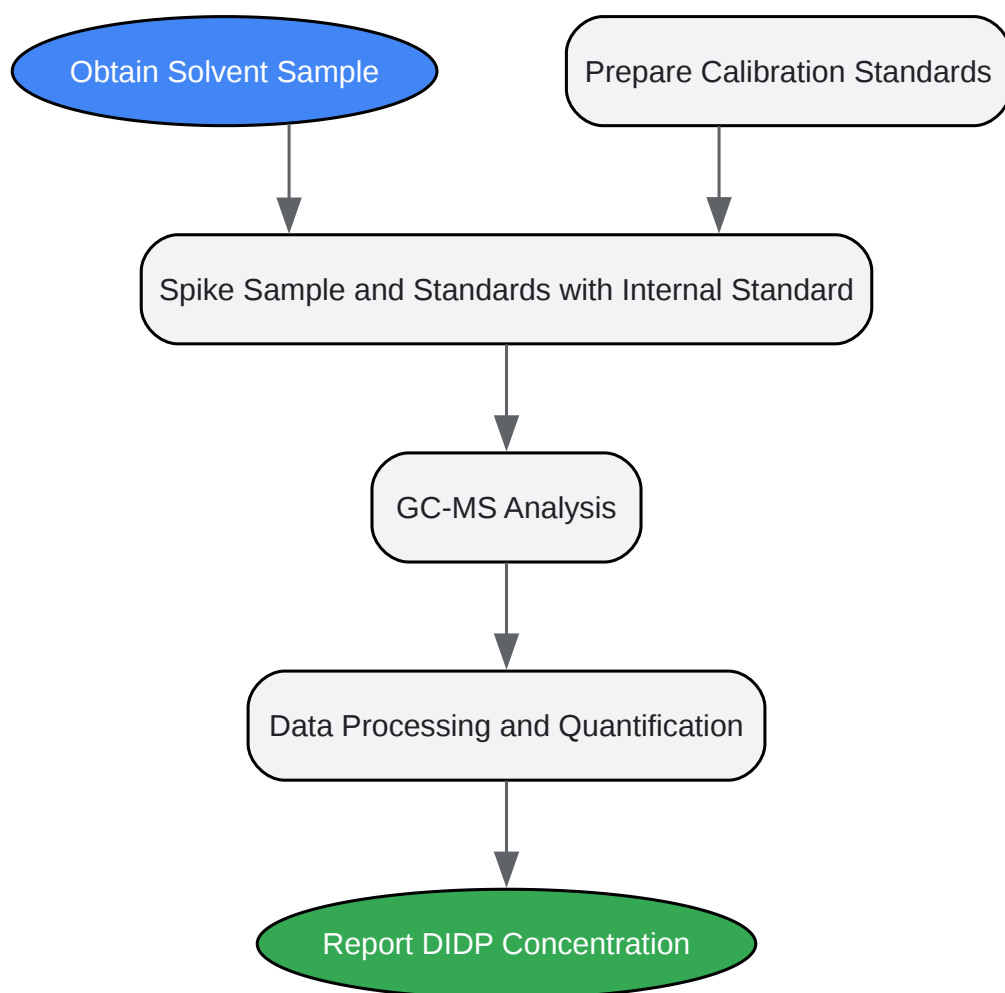 Obtain Solvent Sample
Prepare Calibration Standards
Spike Sample and Standards with Internal Standard
GC-MS Analysis
Data Processing and Quantification
Report DIDP Concentration